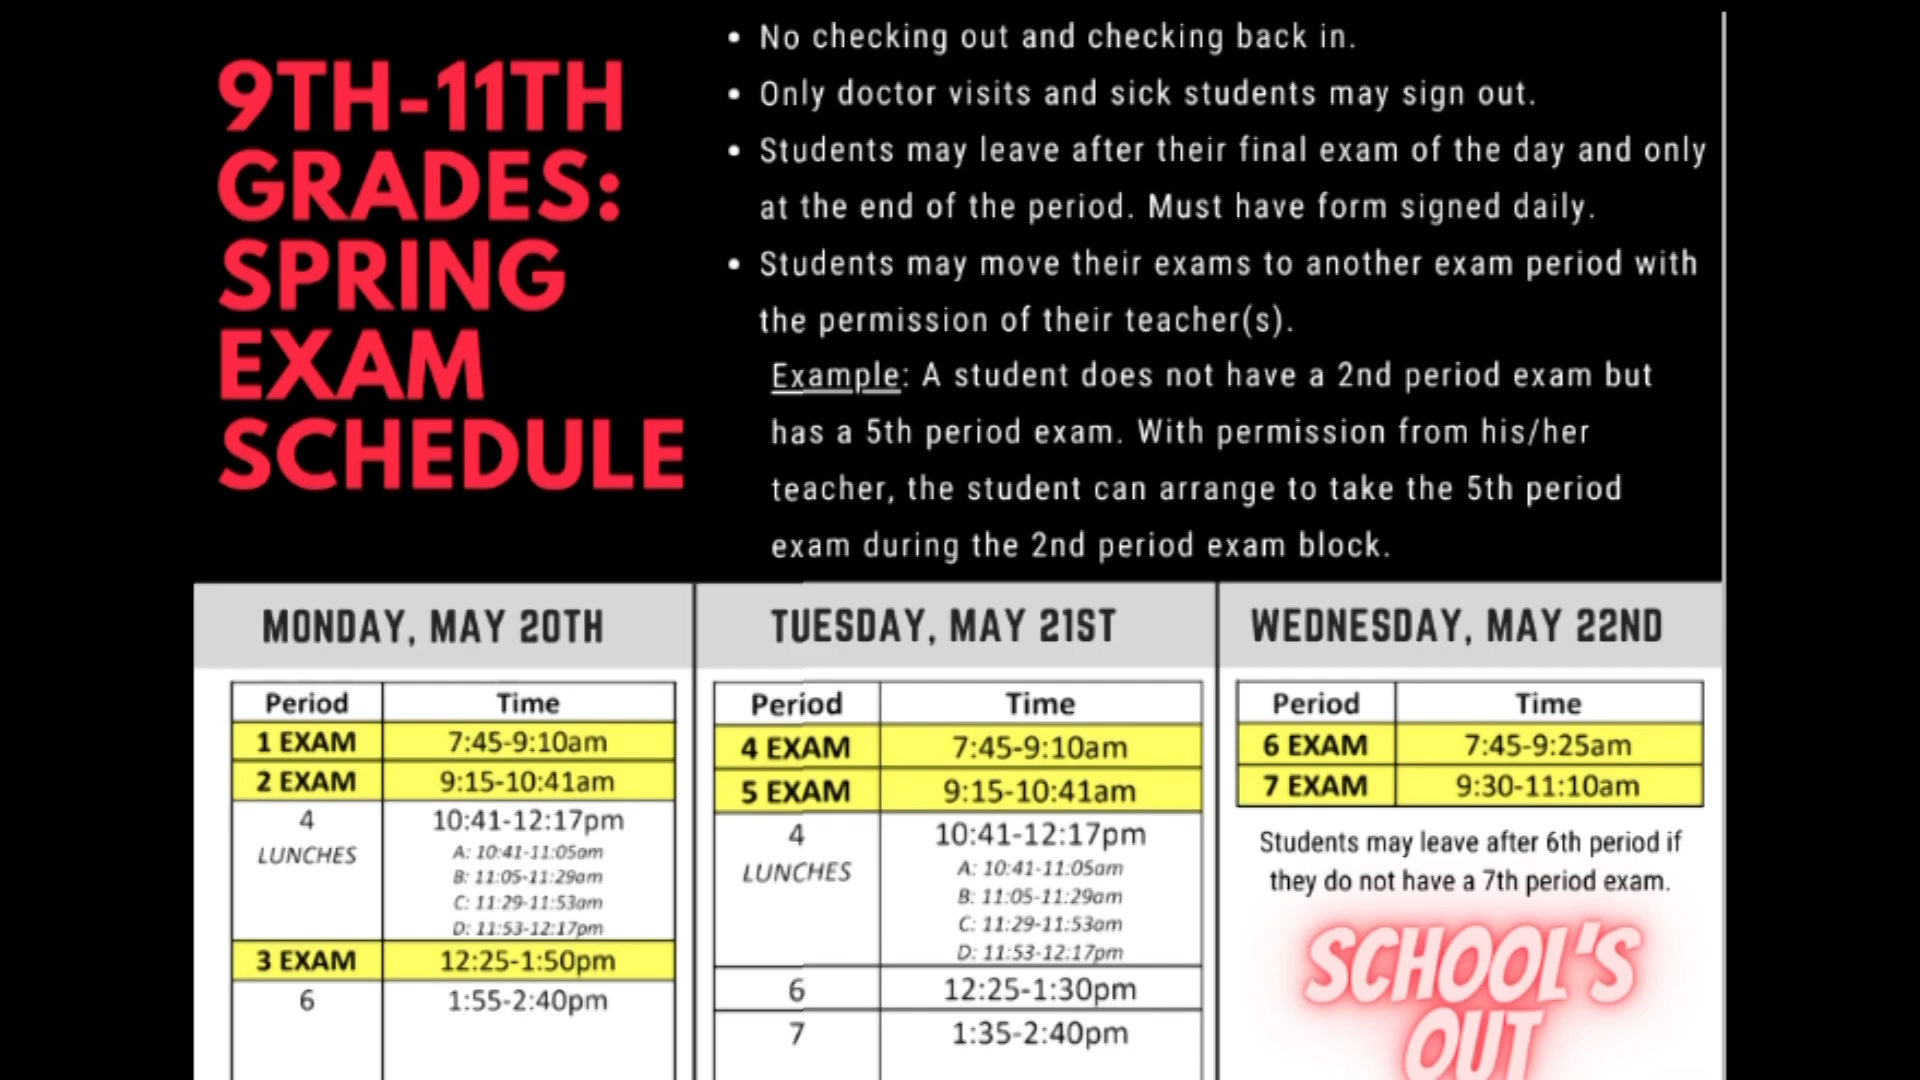 9TH-11TH
GRADES:
SPRING
EXAM
SCHEDULE
• No checking out and checking back in.
• Only doctor visits and sick students may sign out.
• Students may leave after their final exam of the day and only
at the end of the period. Must have form signed daily.
• Students may move their exams to another exam period with
the permission of their teacher(s).
Example: A student does not have a 2nd period exam but
has a 5th period exam. With permission from his/her
teacher, the student can arrange to take the 5th period
exam during the 2nd period exam block.
MONDAY, MAY 20TH
Period Time
1 EXAM 7:45-9:10am
2 EXAM 9:15-10:41am
4 10:41-12:17pm
LUNCHES A: 10:41-11:05am
B: 11:05-11:29am
C: 11:29-11:53am
D: 11:53-12:17pm
3 EXAM 12:25-1:50pm
6 1:55-2:40pm
TUESDAY, MAY 21ST
Period Time
4 EXAM 7:45-9:10am
5 EXAM 9:15-10:41am
4 10:41-12:17pm
LUNCHES A: 10:41-11:05am
B: 11:05-11:29am
C: 11:29-11:53am
D: 11:53-12:17pm
6 12:25-1:30pm
7 1:35-2:40pm
WEDNESDAY, MAY 22ND
Period Time
6 EXAM 7:45-9:25am
7 EXAM 9:30-11:10am
Students may leave after 6th period if
they do not have a 7th period exam.
SCHOOL'S
OUT